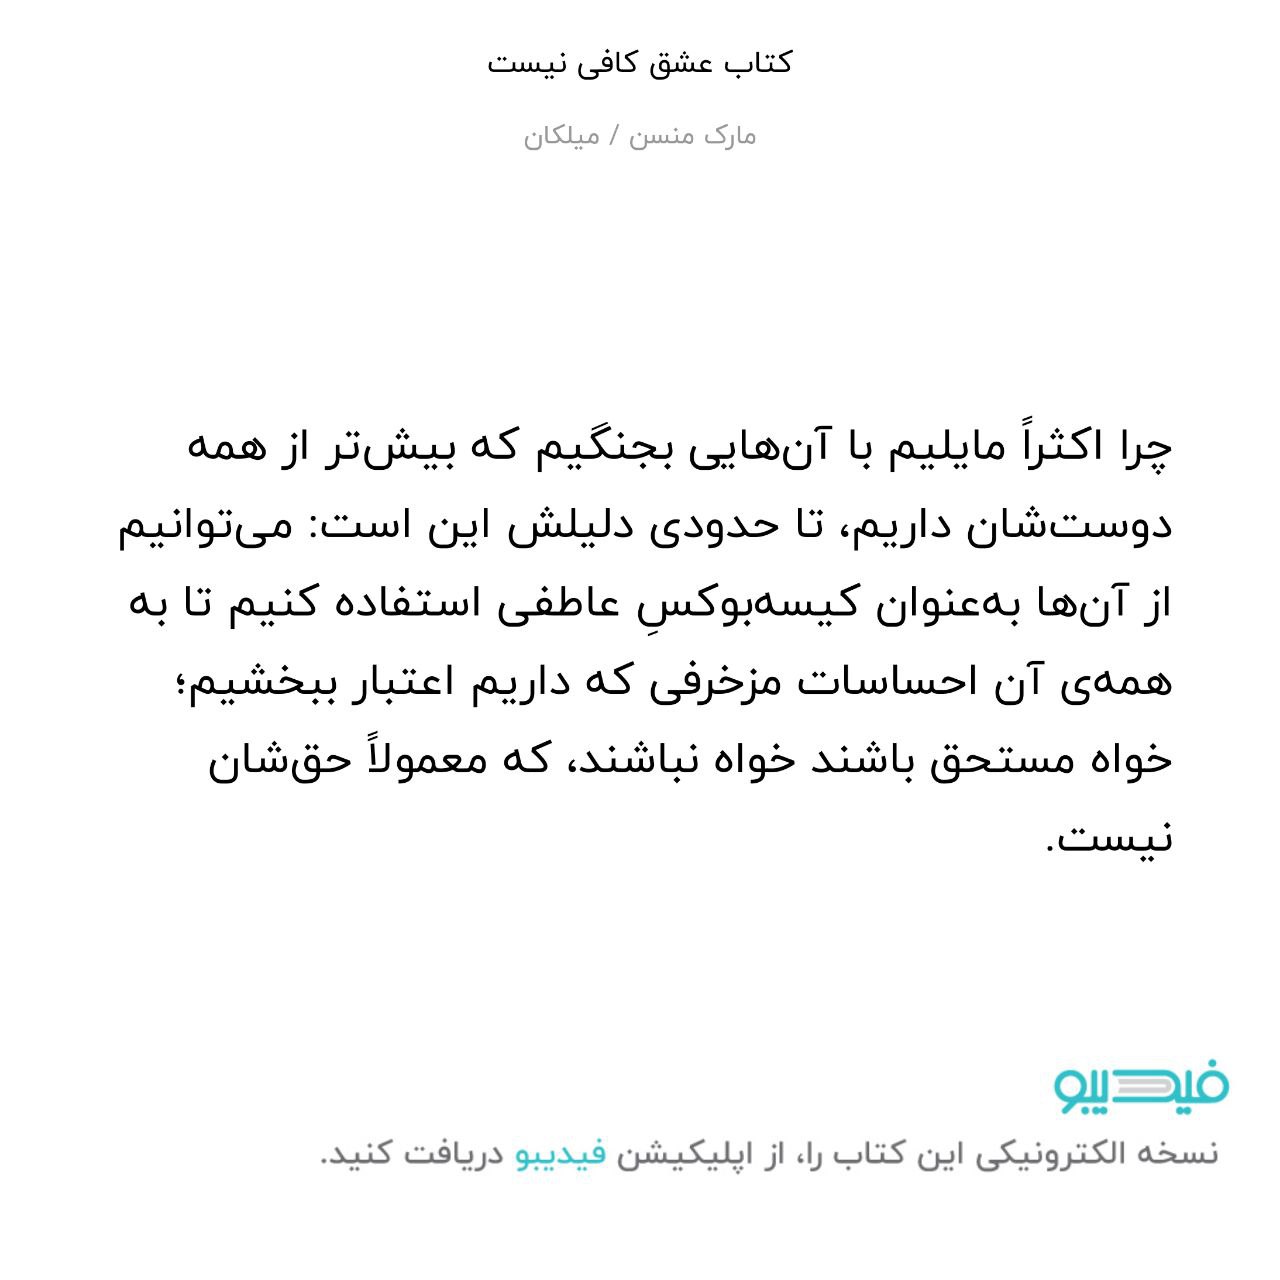 کتاب عشق کافی نیست
مارک منسن / میلکان
چرا اکثراً مایلیم با آن‌هایی بجنگیم که بیش‌تر از همه
دوست‌شان داریم، تا حدودی دلیلش این است: می‌توانیم
از آن‌ها به‌عنوان کیسه‌بوکسِ عاطفی استفاده کنیم تا به
همه‌ی آن احساسات مزخرفی که داریم اعتبار ببخشیم؛
خواه مستحق باشند خواه نباشند، که معمولاً حق‌شان
نیست.
فیدیبو
نسخه الکترونیکی این کتاب را، از اپلیکیشن فیدیبو دریافت کنید.